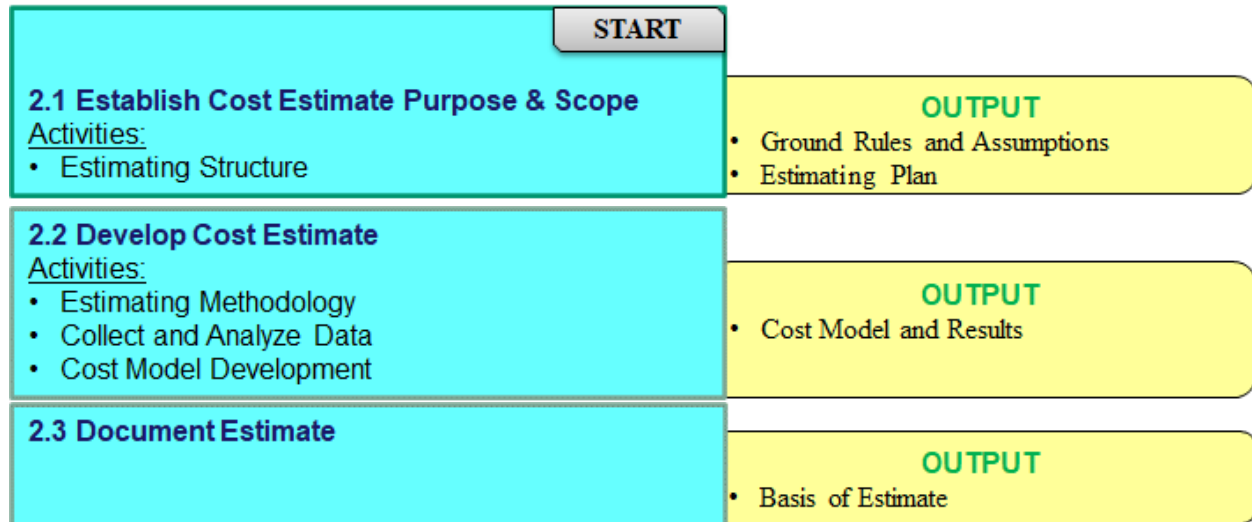 START
2.1 Establish Cost Estimate Purpose & Scope
Activities:
• Estimating Structure
OUTPUT
• Ground Rules and Assumptions
• Estimating Plan
2.2 Develop Cost Estimate
Activities:
• Estimating Methodology
• Collect and Analyze Data
• Cost Model Development
OUTPUT
• Cost Model and Results
2.3 Document Estimate
OUTPUT
• Basis of Estimate